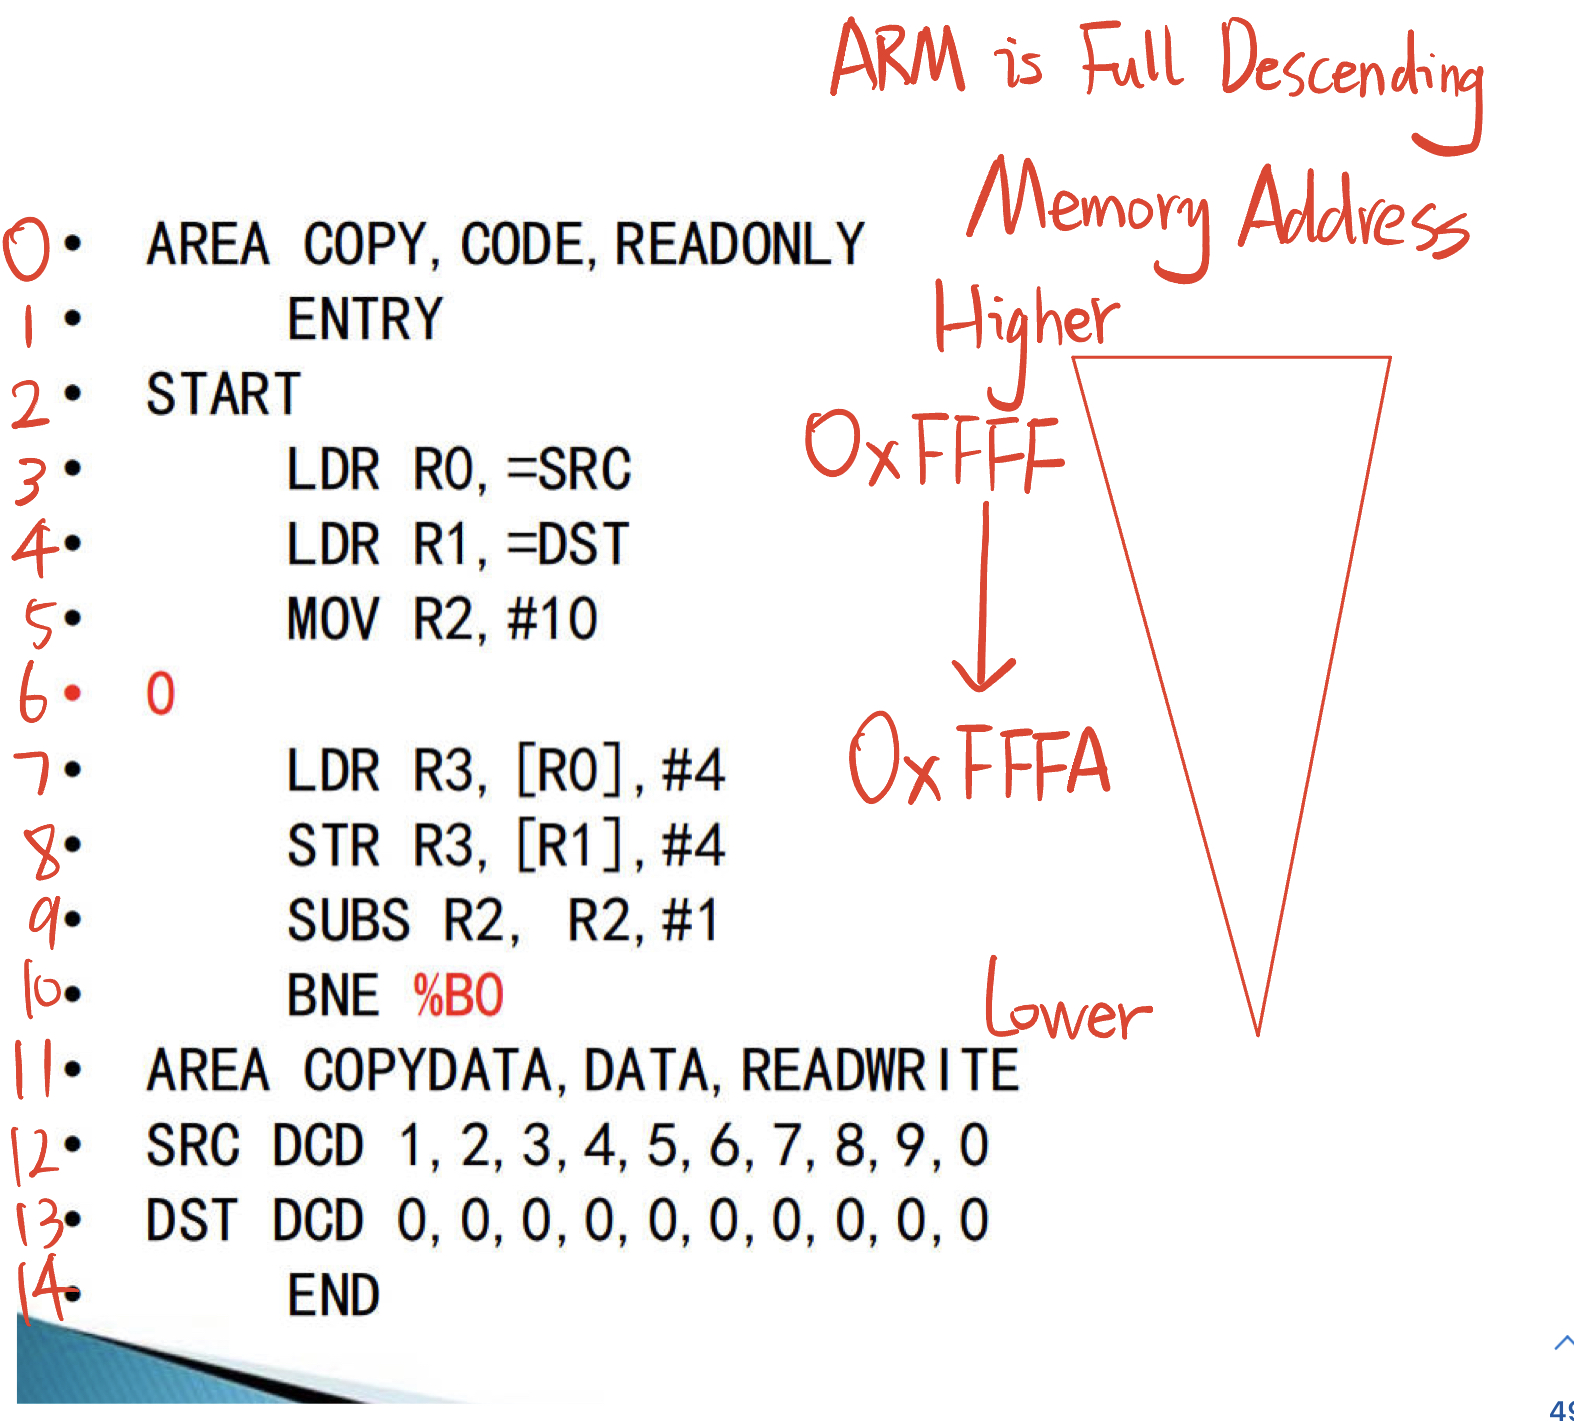 ARM is Full Descending
Memory Address
Higher
0xFFFF
0xFFFA
Lower
0• AREA COPY, CODE, READONLY
1• ENTRY
2• START
3• LDR R0, =SRC
4• LDR R1, =DST
5• MOV R2, #10
6• 0
7• LDR R3, [R0], #4
8• STR R3, [R1], #4
9• SUBS R2, R2, #1
10• BNE %B0
11• AREA COPYDATA, DATA, READWRITE
12• SRC DCD 1, 2, 3, 4, 5, 6, 7, 8, 9, 0
13• DST DCD 0, 0, 0, 0, 0, 0, 0, 0, 0, 0
14• END